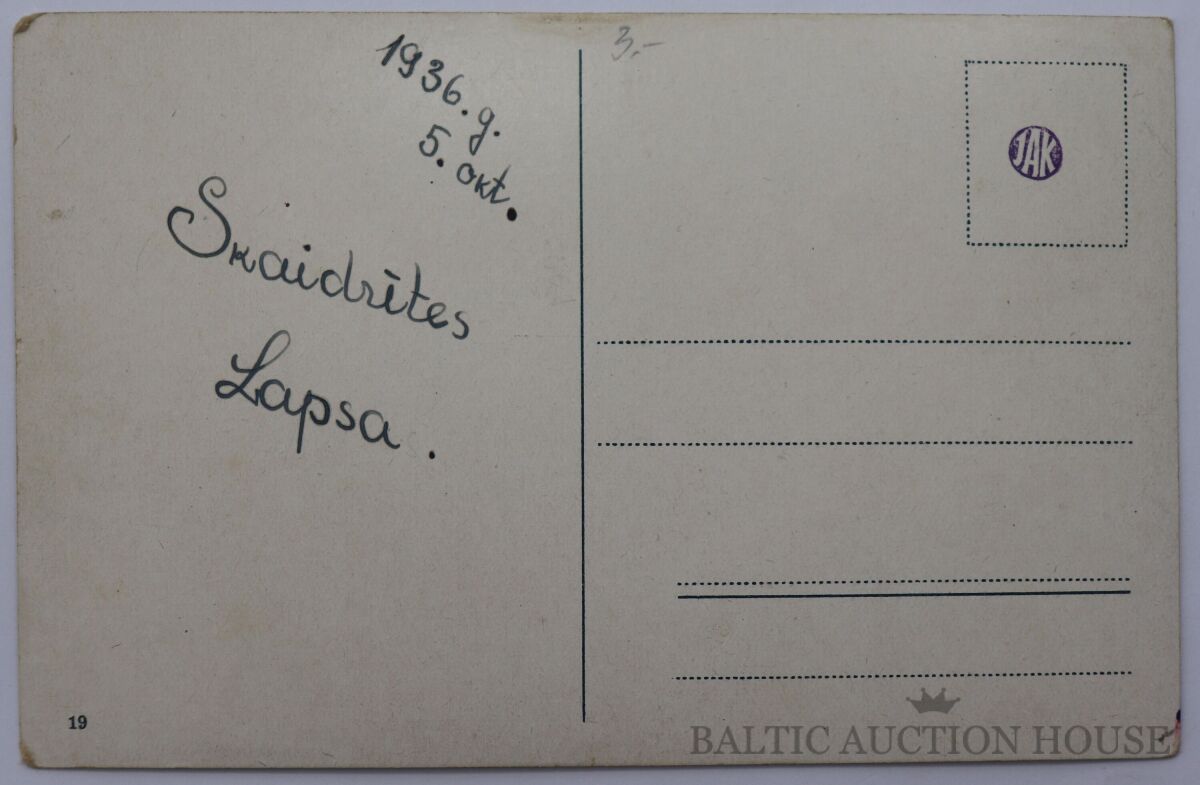 1936. g.
5. okt.
Skaidrītes
Lapsa.
3.-
JAK
19
BALTIC AUCTION HOUSE